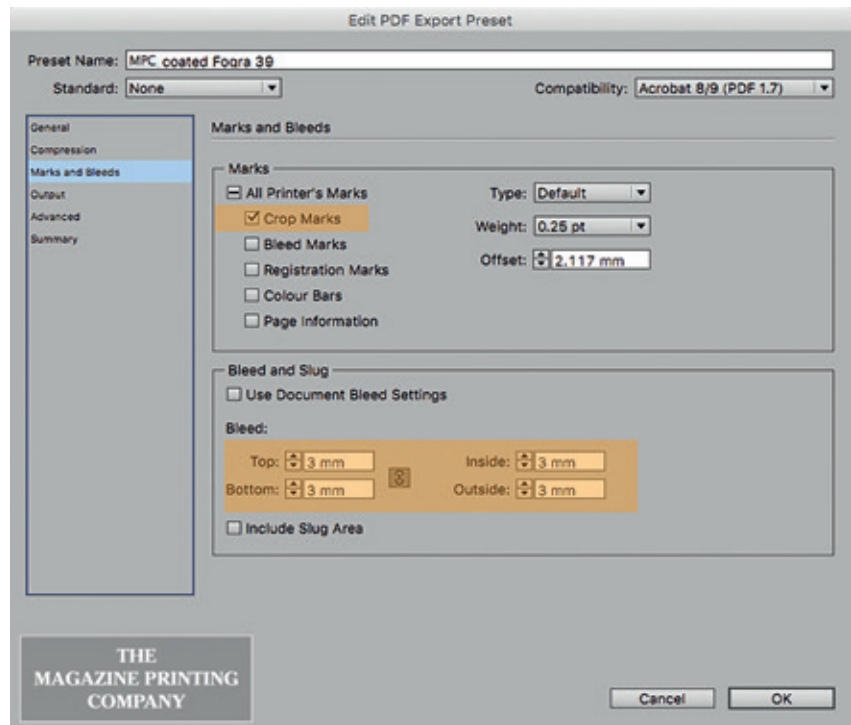 Edit PDF Export Preset
Preset Name: MPC coated Fogra 39
Standard: None Compatibility: Acrobat 8/9 (PDF 1.7)
General
Compression
Marks and Bleeds
Output
Advanced
Summary
Marks and Bleeds
Marks
All Printer's Marks
Crop Marks
Bleed Marks
Registration Marks
Colour Bars
Page Information
Type: Default
Weight: 0.25 pt
Offset: 2.117 mm
Bleed and Slug
Use Document Bleed Settings
Bleed:
Top: 3 mm Inside: 3 mm
Bottom: 3 mm Outside: 3 mm
Include Slug Area
THE
MAGAZINE PRINTING
COMPANY
Cancel OK